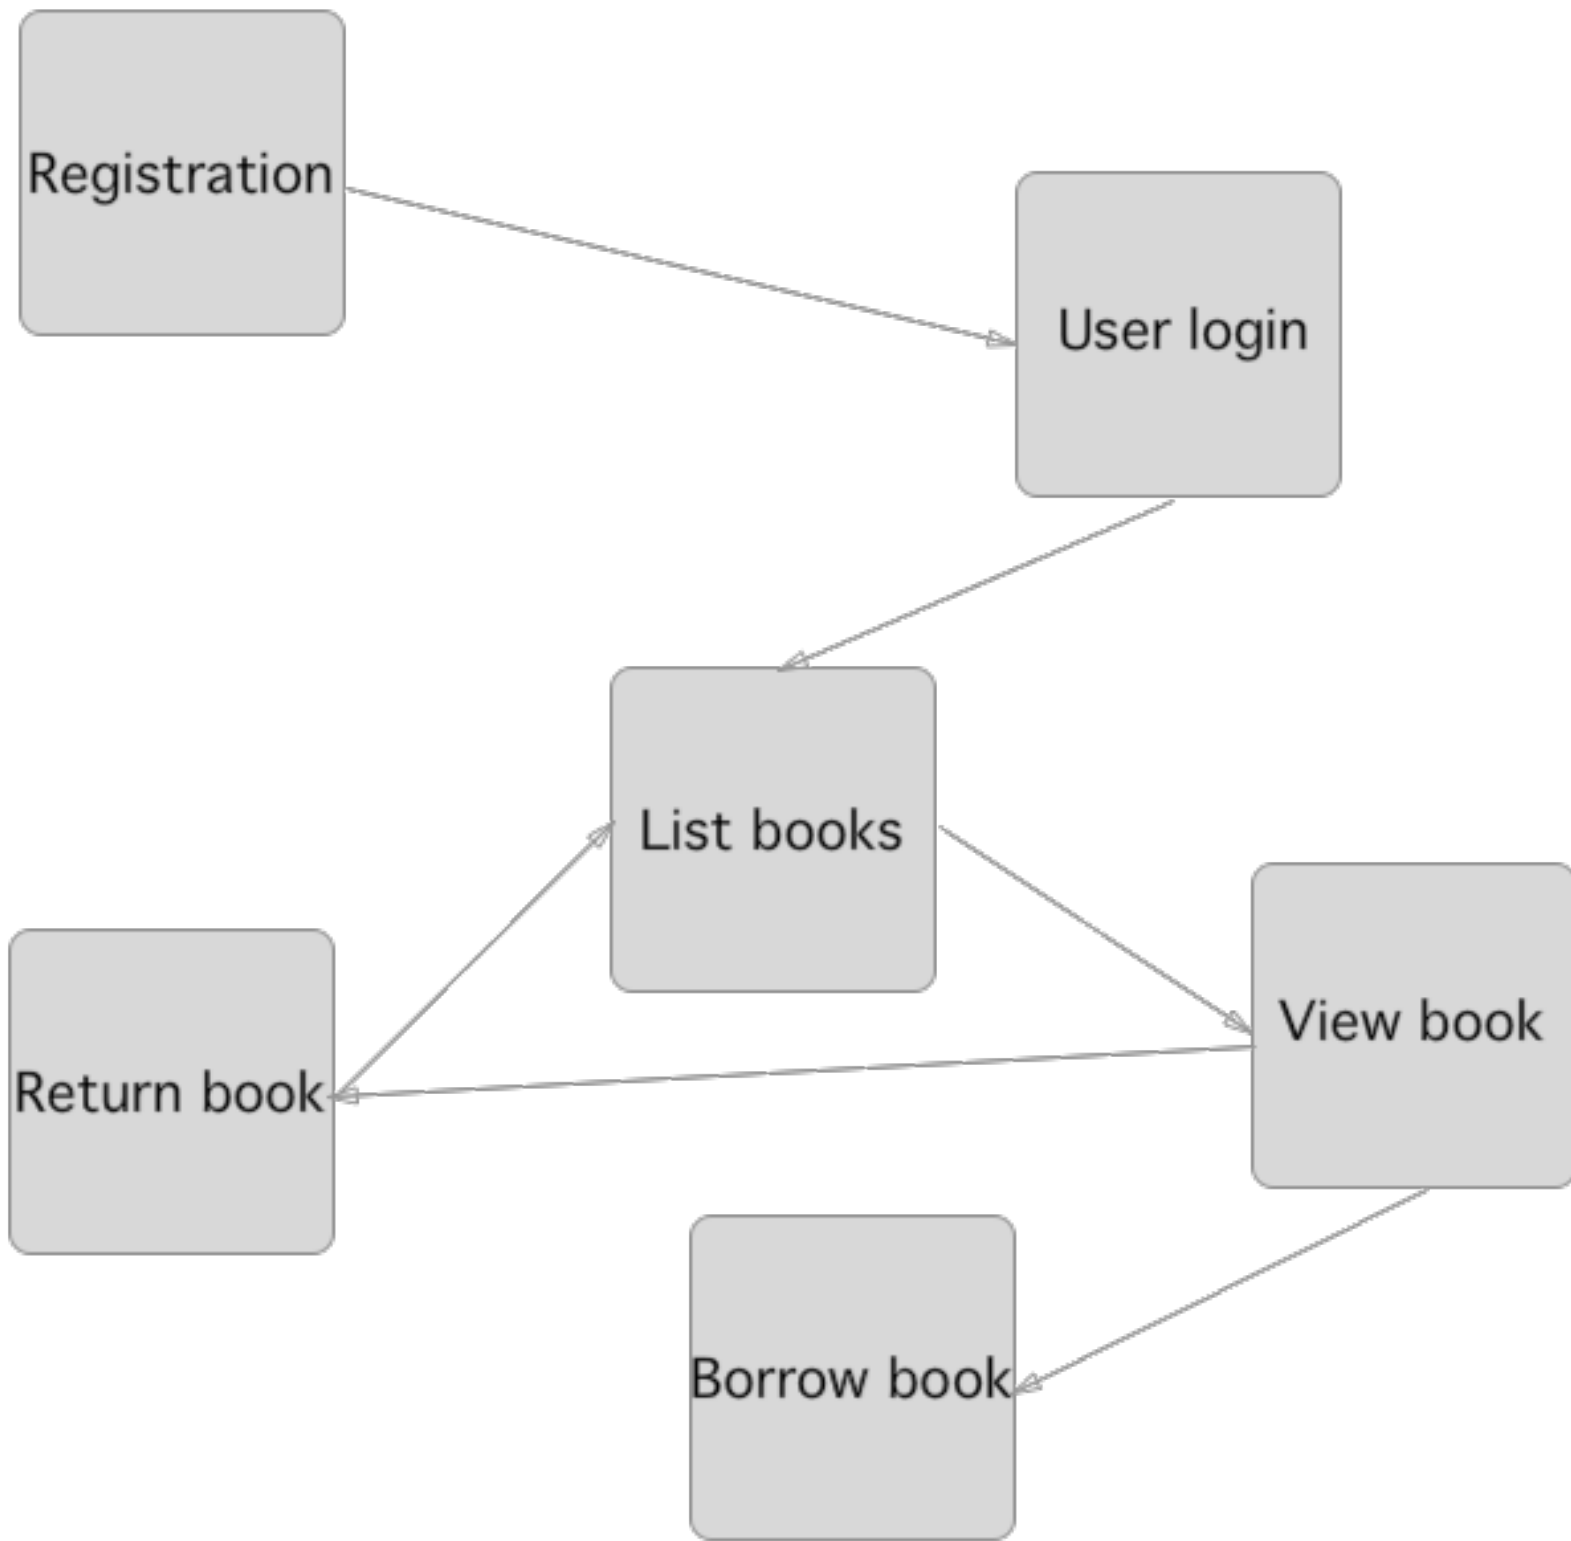 Registration
User login
List books
View book
Return book
Borrow book